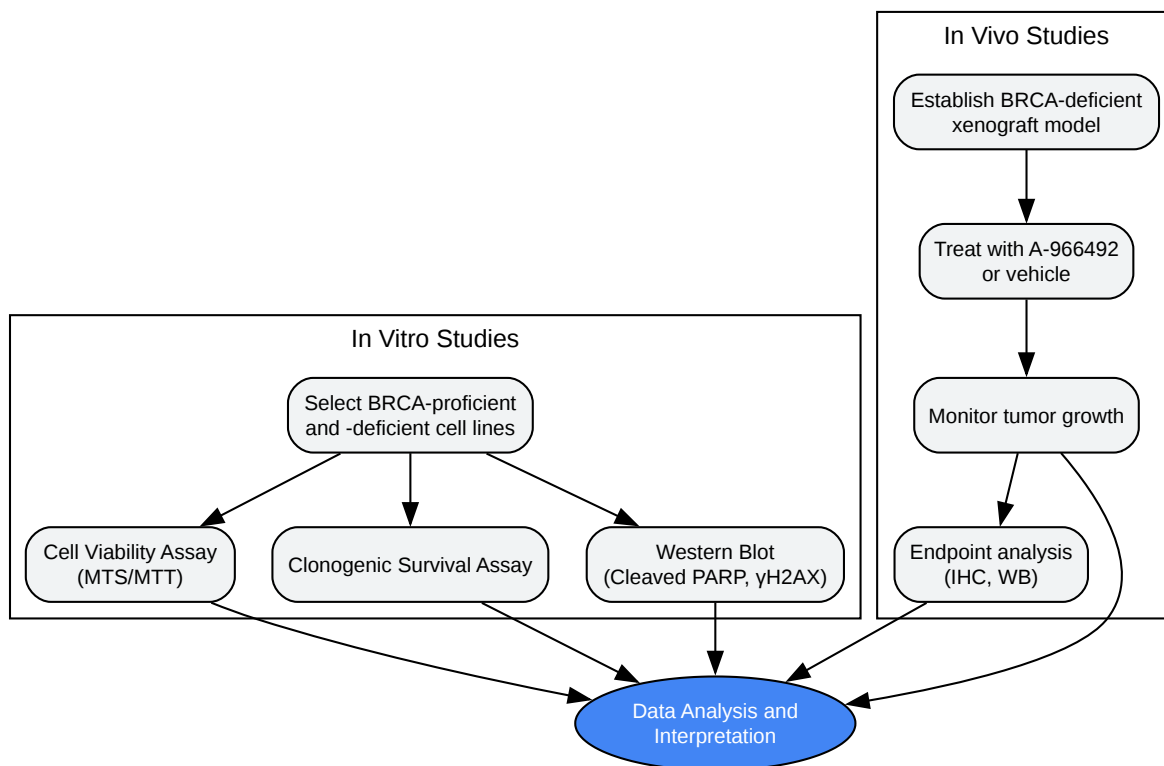 In Vivo Studies
Establish BRCA-deficient
xenograft model
Treat with A-966492
or vehicle
Monitor tumor growth
Endpoint analysis
(IHC, WB)
In Vitro Studies
Select BRCA-proficient
and -deficient cell lines
Cell Viability Assay
(MTS/MTT)
Clonogenic Survival Assay
Western Blot
(Cleaved PARP, γH2AX)
Data Analysis and
Interpretation